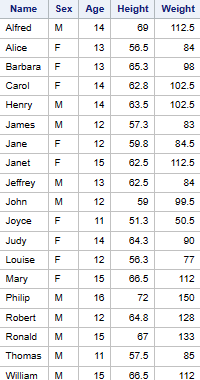 Name Sex Age Height Weight
Alfred M 14 69 112.5
Alice F 13 56.5 84
Barbara F 13 65.3 98
Carol F 14 62.8 102.5
Henry M 14 63.5 102.5
James M 12 57.3 83
Jane F 12 59.8 84.5
Janet F 15 62.5 112.5
Jeffrey M 13 62.5 84
John M 12 59 99.5
Joyce F 11 51.3 50.5
Judy F 14 64.3 90
Louise F 12 56.3 77
Mary F 15 66.5 112
Philip M 16 72 150
Robert M 12 64.8 128
Ronald M 15 67 133
Thomas M 11 57.5 85
William M 15 66.5 112